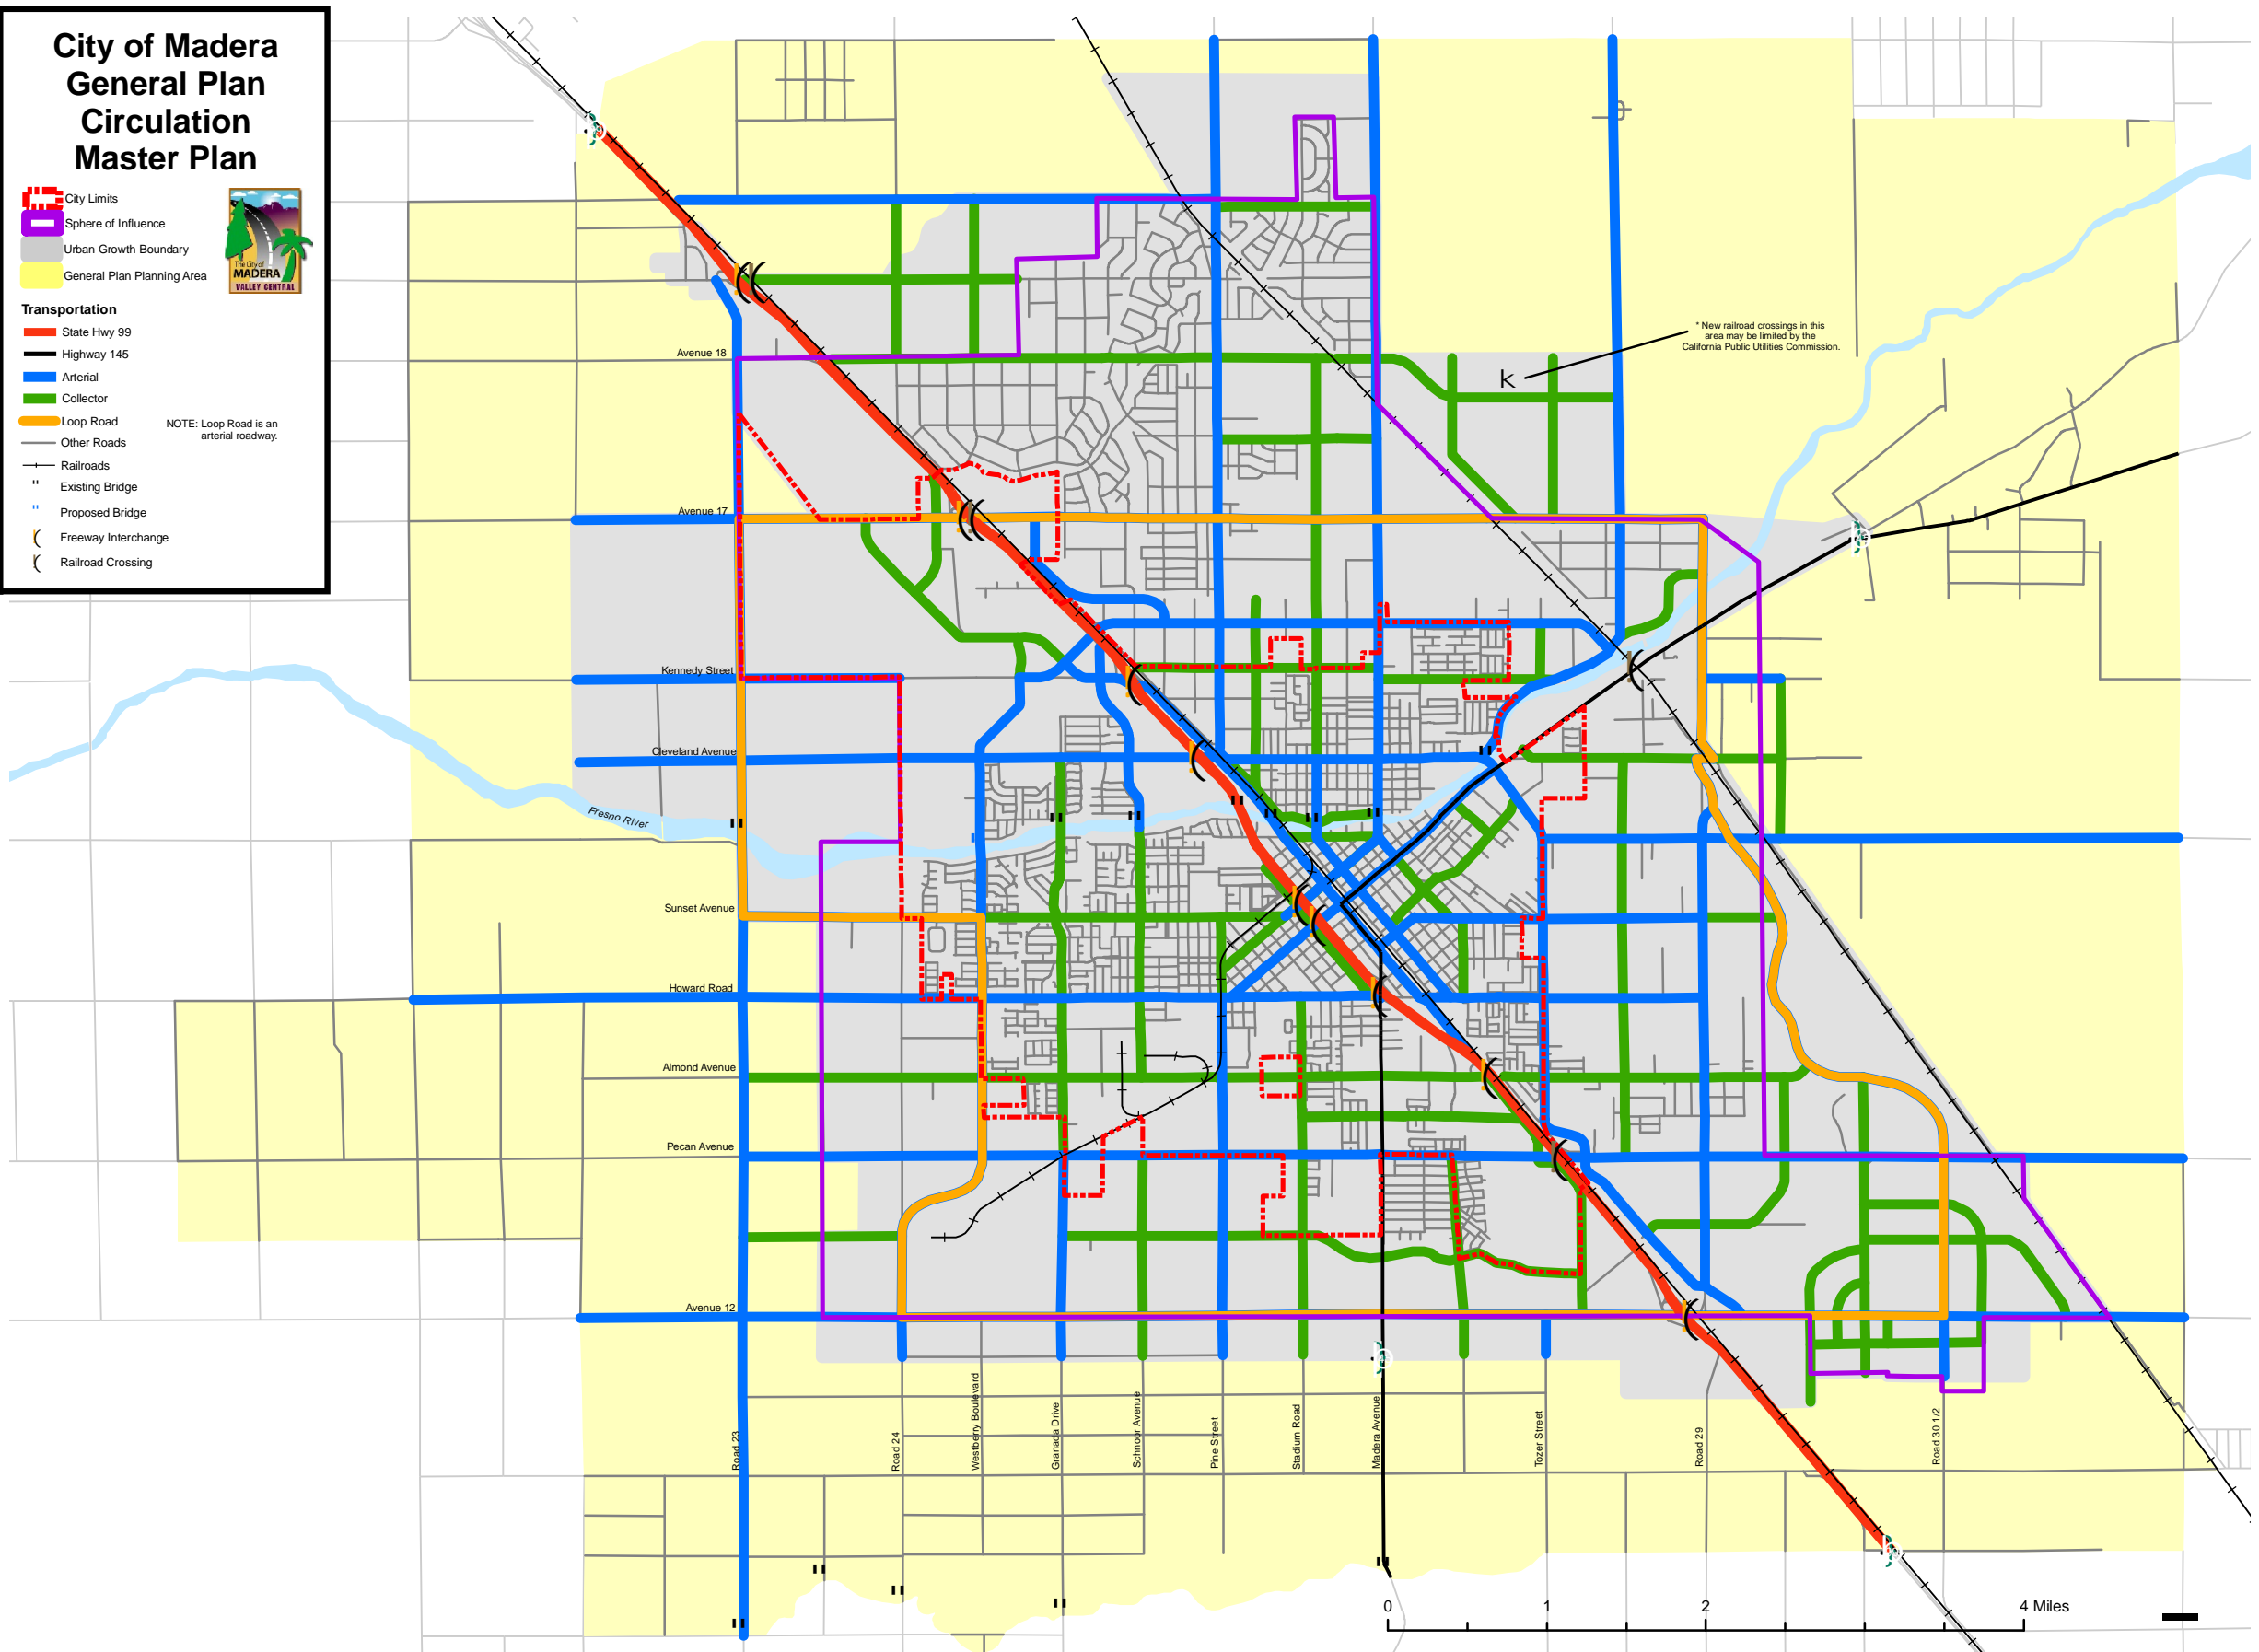 City of Madera
General Plan
Circulation
Master Plan
City Limits
Sphere of Influence
Urban Growth Boundary
General Plan Planning Area
The City of
MADERA
VALLEY CENTRAL
Transportation
State Hwy 99
Highway 145
Arterial
Collector
Loop Road
NOTE: Loop Road is an
arterial roadway.
Other Roads
Railroads
Existing Bridge
Proposed Bridge
Freeway Interchange
Railroad Crossing
* New railroad crossings in this
area may be limited by the
California Public Utilities Commission.
k
Avenue 18
Avenue 17
Kennedy Street
Cleveland Avenue
Fresno River
Sunset Avenue
Howard Road
Almond Avenue
Pecan Avenue
Avenue 12
Road 23
Road 24
Westberry Boulevard
Granada Drive
Schnoor Avenue
Pine Street
Stadium Road
Madera Avenue
Tozer Street
Road 29
Road 30 1/2
0 1 2 4 Miles